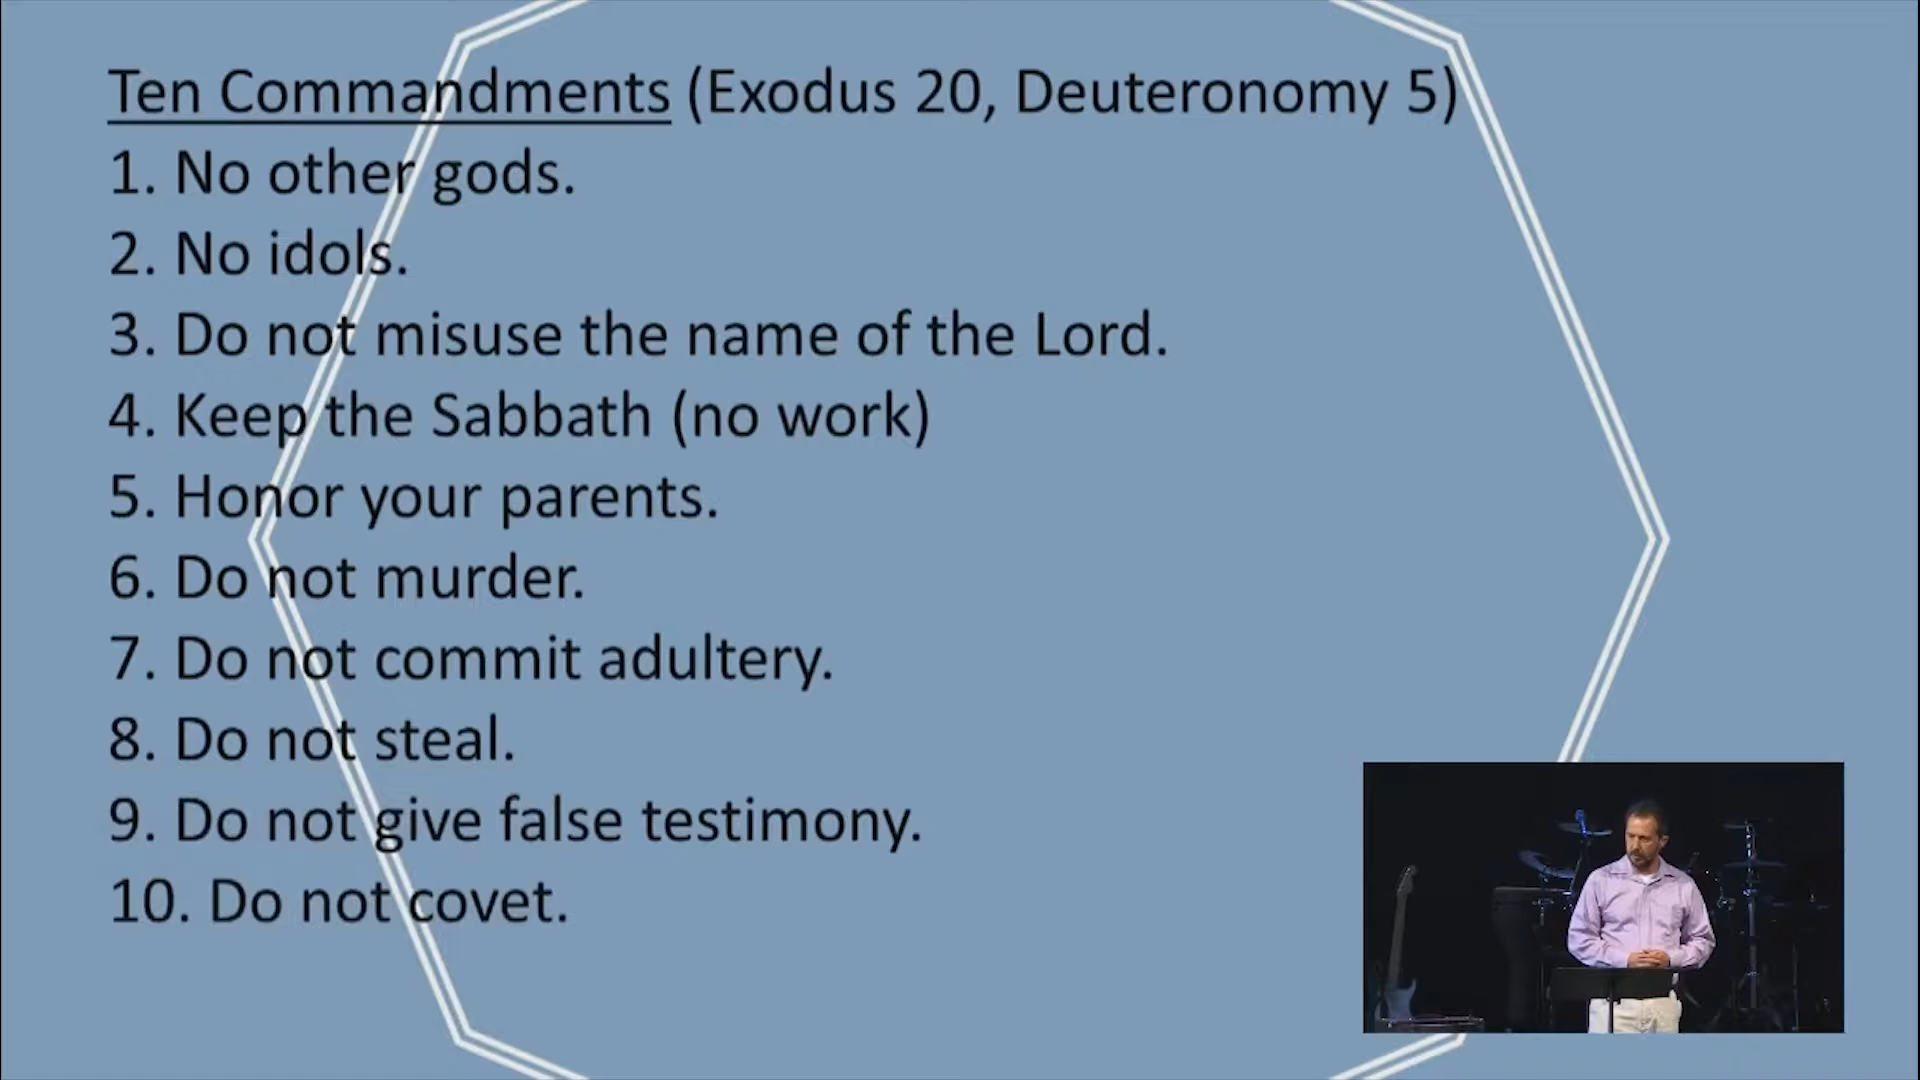 Ten Commandments (Exodus 20, Deuteronomy 5)
1. No other gods.
2. No idols.
3. Do not misuse the name of the Lord.
4. Keep the Sabbath (no work)
5. Honor your parents.
6. Do not murder.
7. Do not commit adultery.
8. Do not steal.
9. Do not give false testimony.
10. Do not covet.